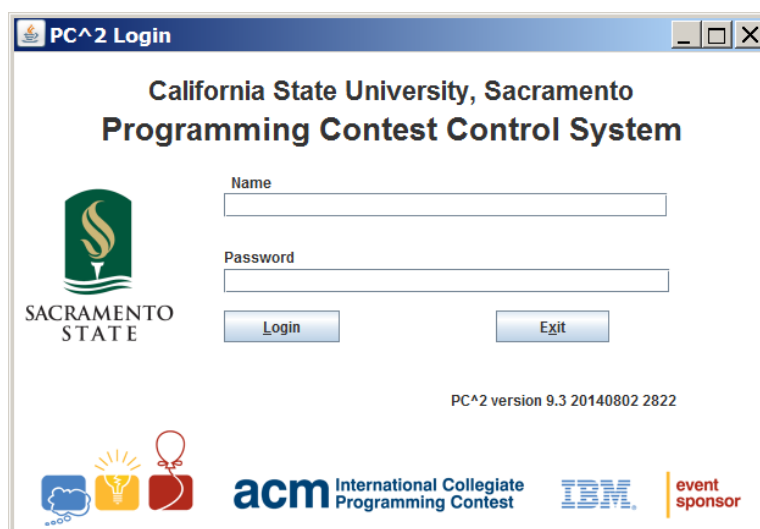 PC^2 Login
California State University, Sacramento
Programming Contest Control System
Name
Password
SACRAMENTO
STATE
Login
Exit
PC^2 version 9.3 20140802 2822
acm International Collegiate
Programming Contest
IBM.
event
sponsor